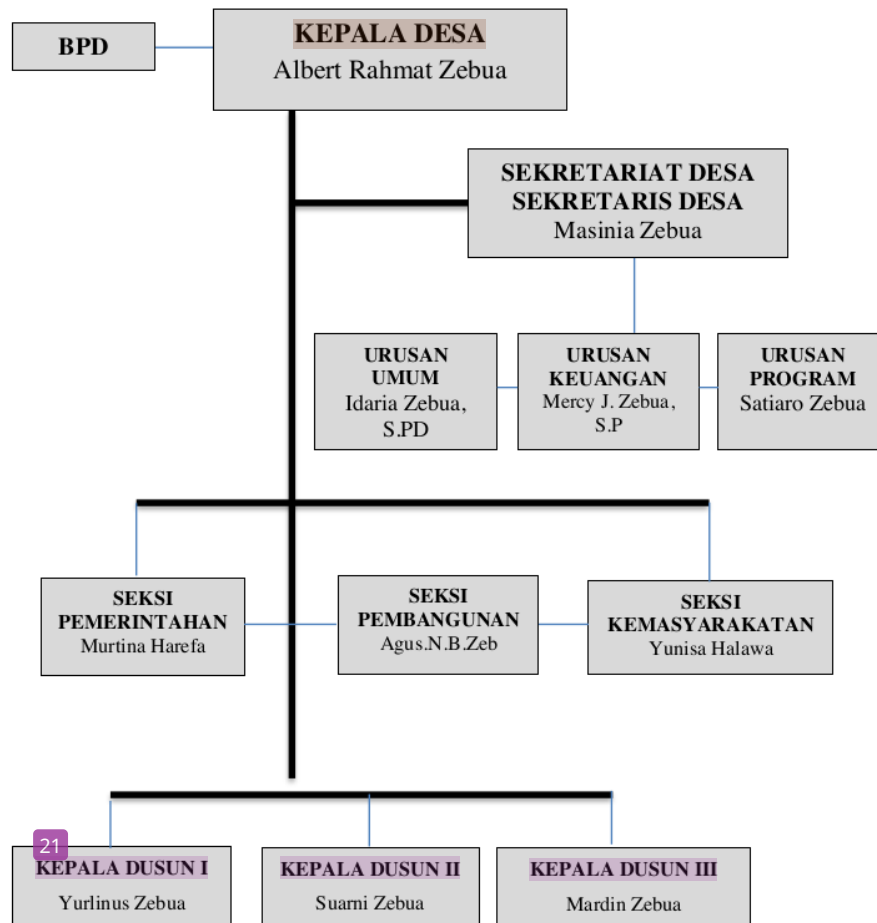 BPD
KEPALA DESA
Albert Rahmat Zebua
SEKRETARIAT DESA
SEKRETARIS DESA
Masinia Zebua
URUSAN
UMUM
Idaria Zebua,
S.PD
URUSAN
KEUANGAN
Mercy J. Zebua,
S.P
URUSAN
PROGRAM
Satiaro Zebua
SEKSI
PEMERINTAHAN
Murtina Harefa
SEKSI
PEMBANGUNAN
Agus.N.B.Zeb
SEKSI
KEMASYARAKATAN
Yunisa Halawa
21
KEPALA DUSUN I
Yurlinus Zebua
KEPALA DUSUN II
Suarni Zebua
KEPALA DUSUN III
Mardin Zebua